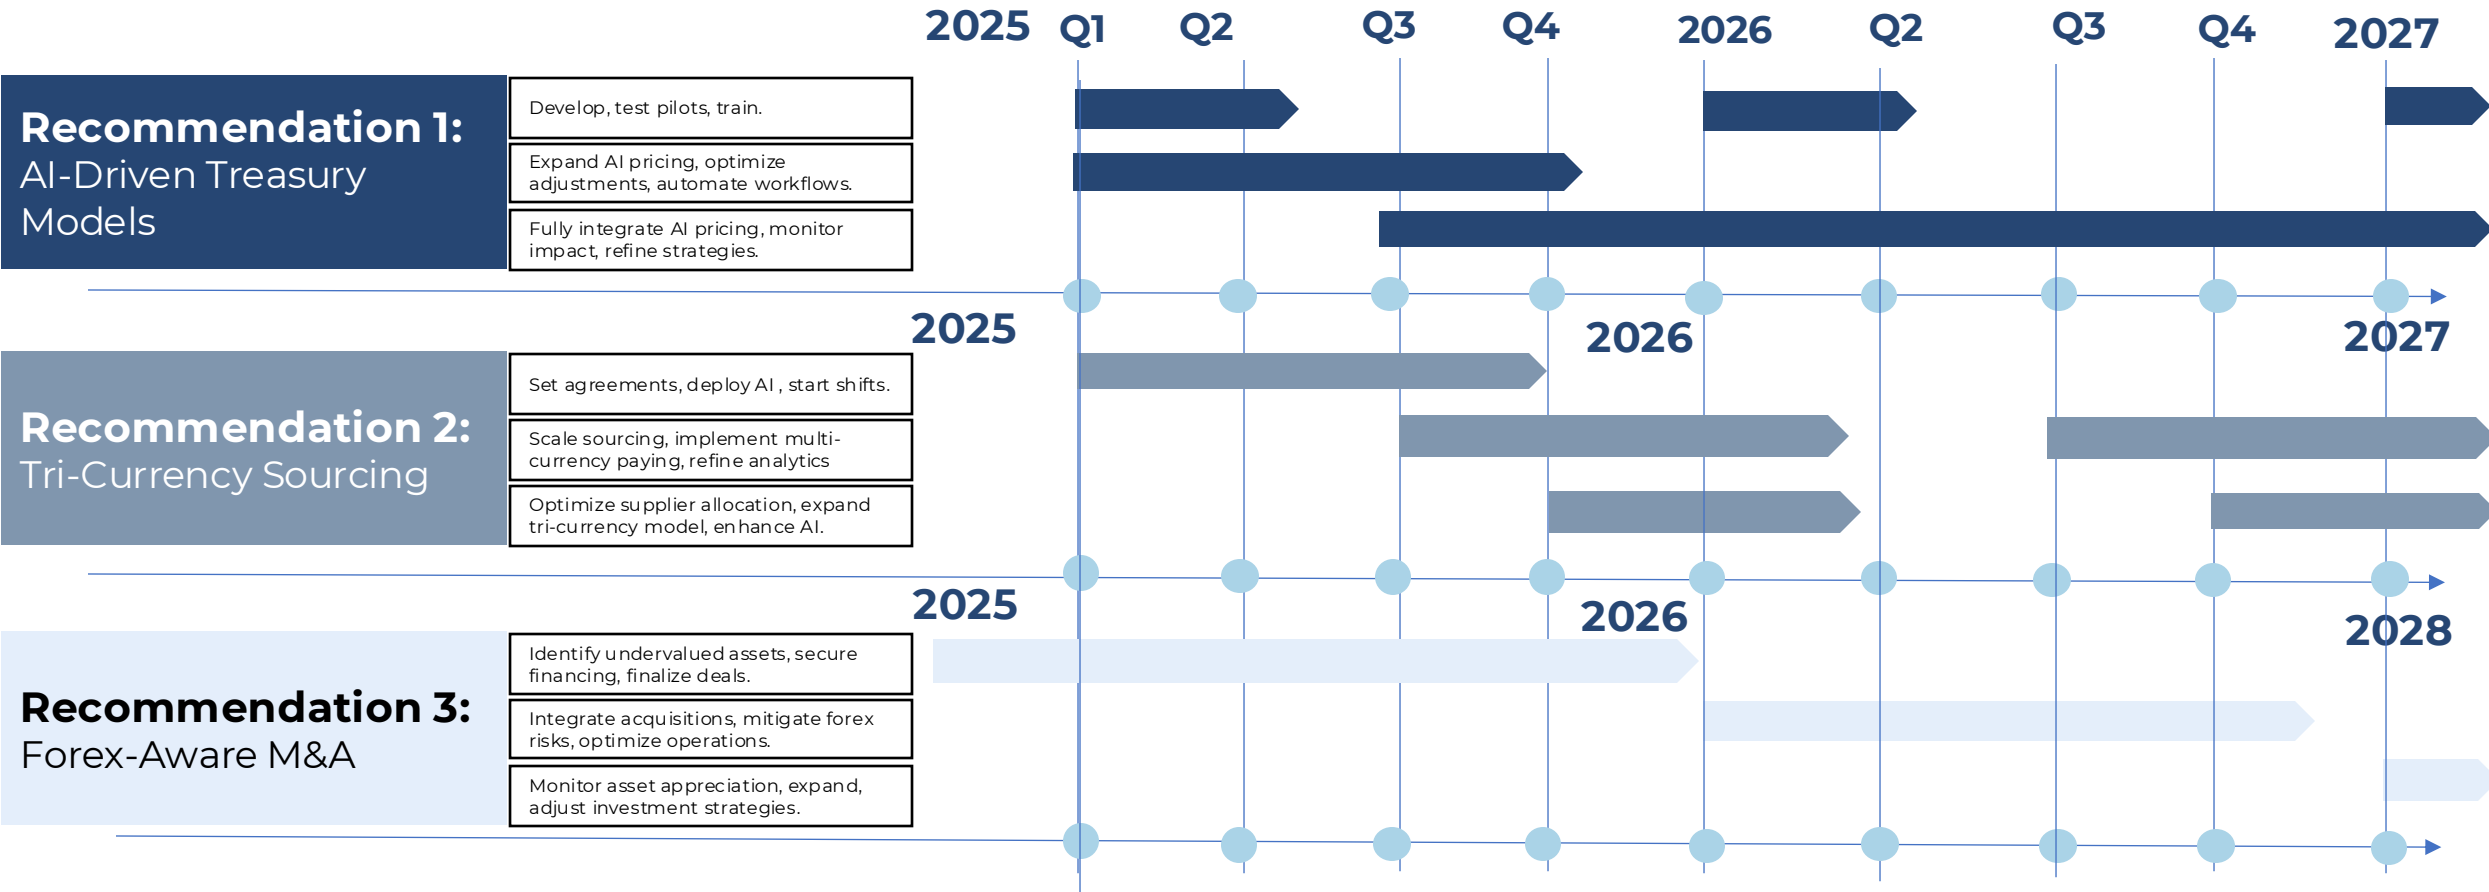 2025 Q1 Q2 Q3 Q4 2026 Q2 Q3 Q4 2027
Recommendation 1:
AI-Driven Treasury
Models
Develop, test pilots, train.
Expand AI pricing, optimize
adjustments, automate workflows.
Fully integrate AI pricing, monitor
impact, refine strategies.
2025 2026 2027
Recommendation 2:
Tri-Currency Sourcing
Set agreements, deploy AI , start shifts.
Scale sourcing, implement multi-
currency paying, refine analytics
Optimize supplier allocation, expand
tri-currency model, enhance AI.
2025 2026 2028
Recommendation 3:
Forex-Aware M&A
Identify undervalued assets, secure
financing, finalize deals.
Integrate acquisitions, mitigate forex
risks, optimize operations.
Monitor asset appreciation, expand,
adjust investment strategies.